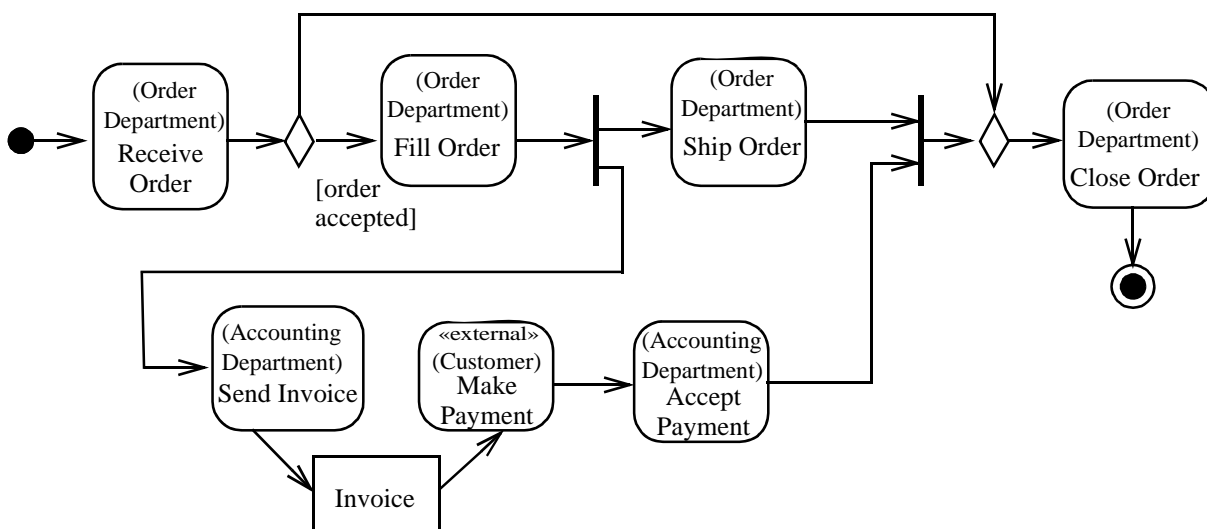 (Order
Department)
Receive
Order
[order
accepted]
(Order
Department)
Fill Order
(Order
Department)
Ship Order
(Order
Department)
Close Order
(Accounting
Department)
Send Invoice
Invoice
«external»
(Customer)
Make
Payment
(Accounting
Department)
Accept
Payment